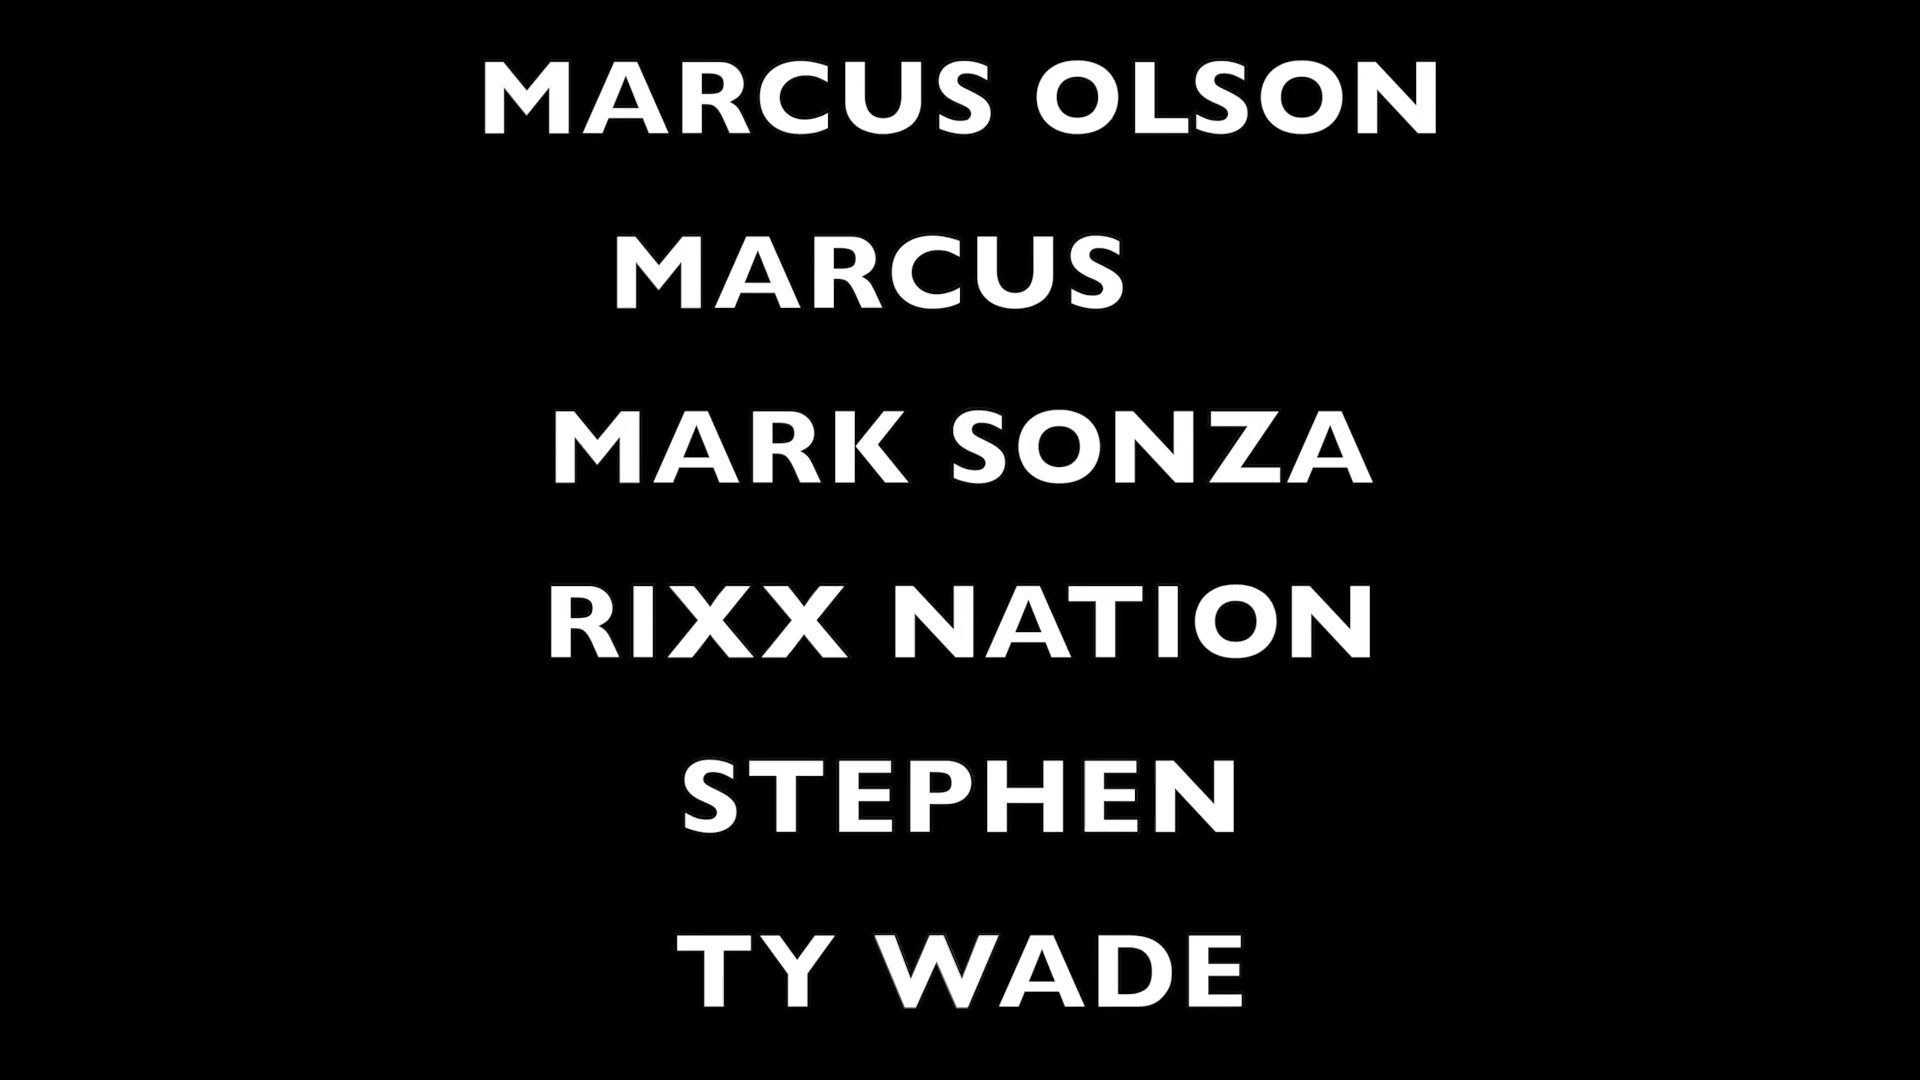 MARCUS OLSON
MARCUS
MARK SONZA
RIXX NATION
STEPHEN
TY WADE